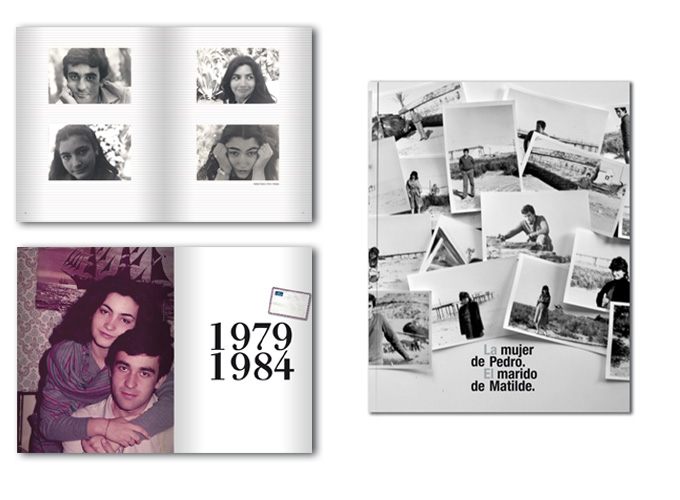 1979
1984
La mujer
de Pedro.
El marido
de Matilde.